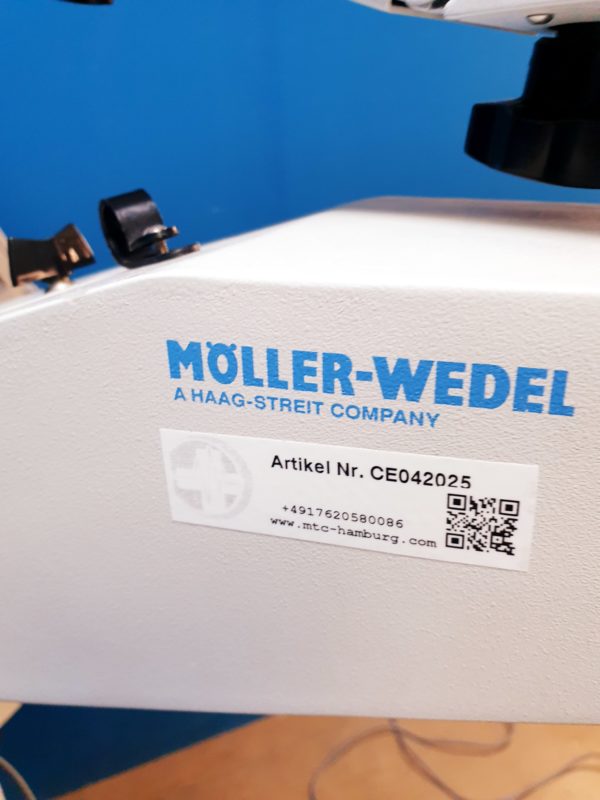 MÖLLER-WEDEL
A HAAG-STREIT COMPANY
Artikel Nr. CE042025
+4917620580086
www.mtc-hamburg.com